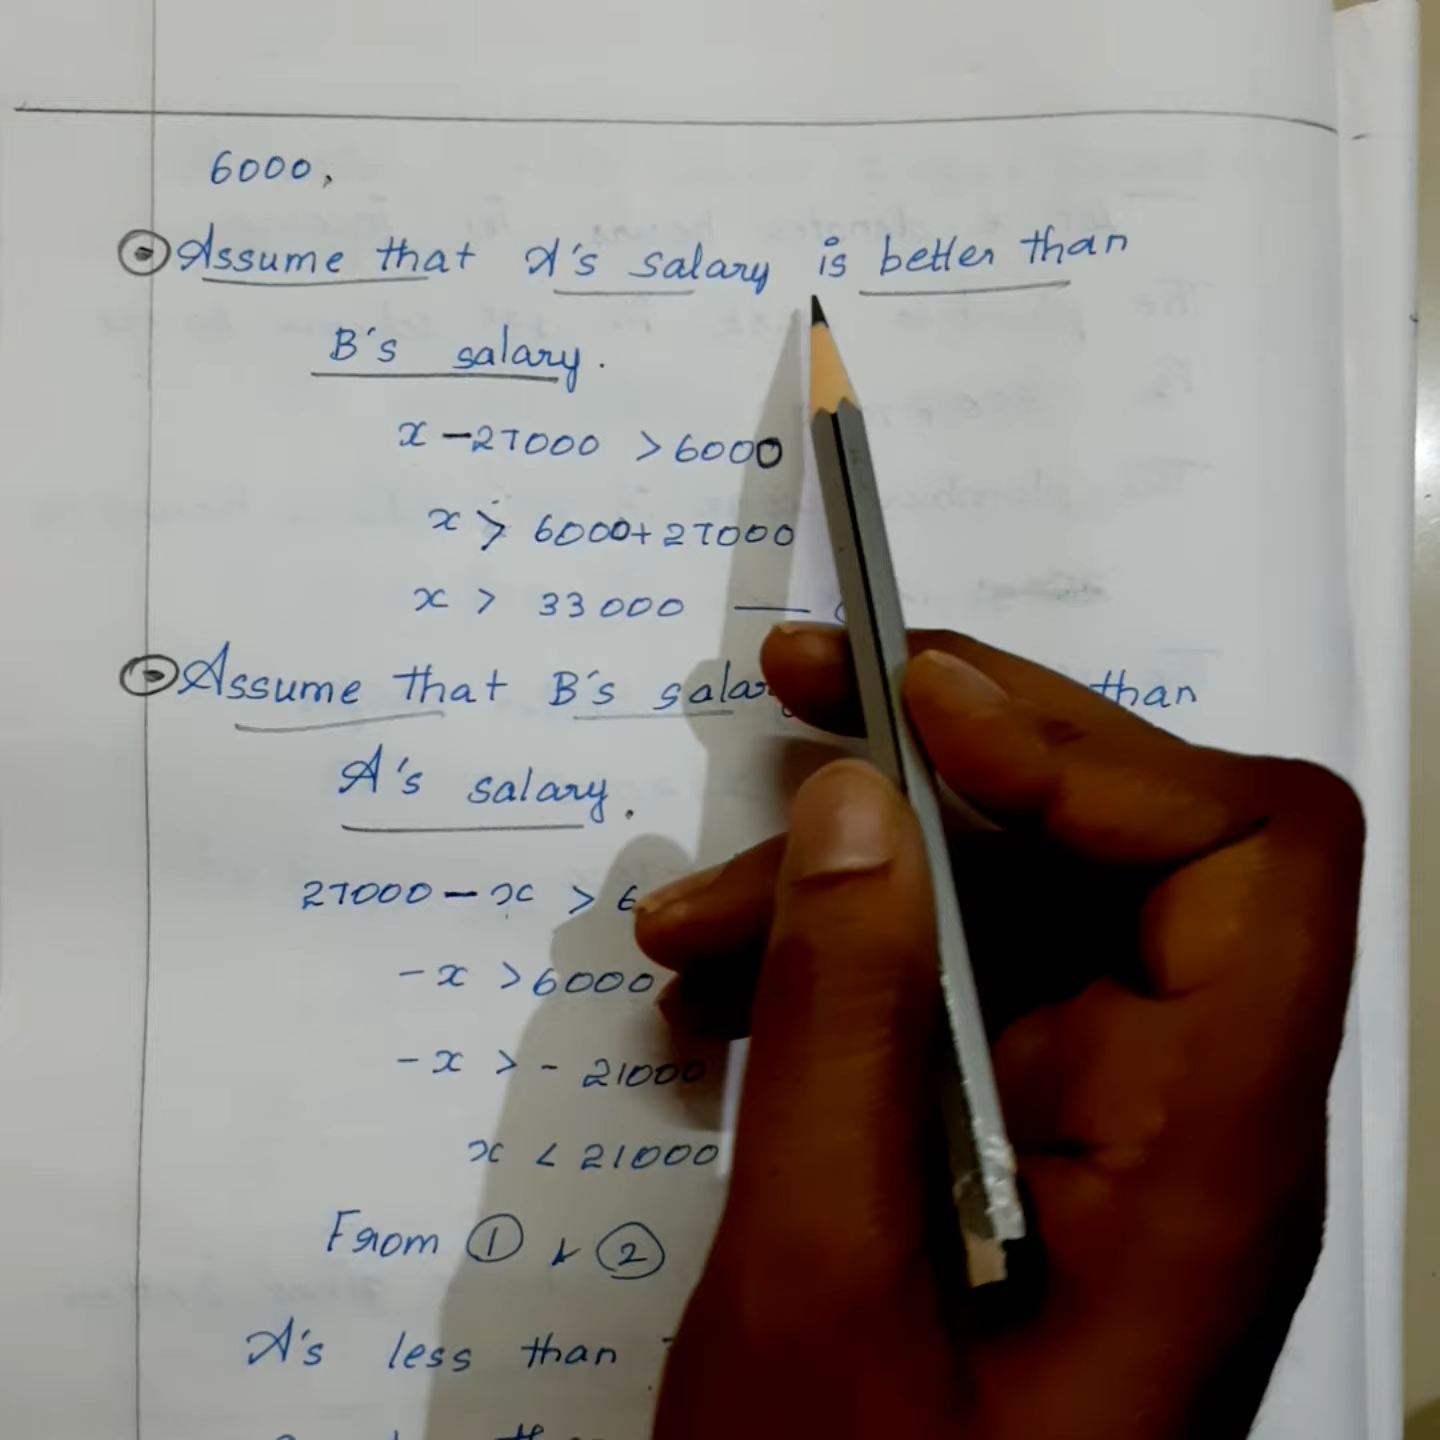 6000,
Assume that A's salary is better than
B's salary.
x - 27000 > 6000
x > 6000+27000
x > 33000 —
Assume that B's than
A's salary.
27000 - x >
- x > 6000
- x > - 21000
x < 21000
From ① & ②
A's less than